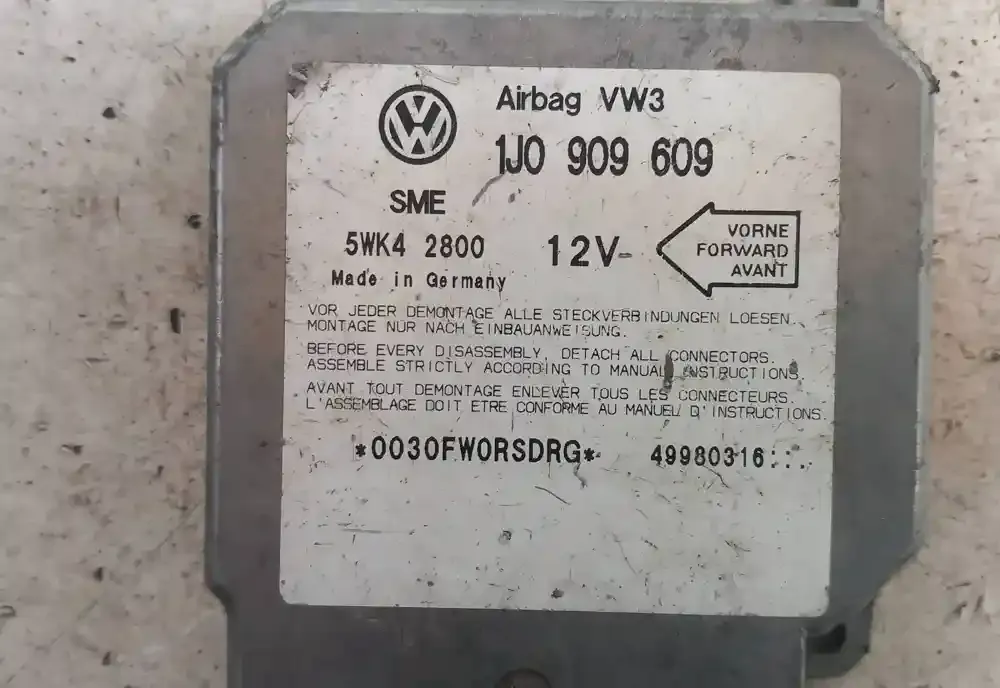 Airbag VW3
1J0 909 609
SME
5WK4 2800
12V-
Made in Germany
VORNE
FORWARD
AVANT
VOR JEDER DEMONTAGE ALLE STECKVERBINDUNGEN LOESEN.
MONTAGE NUR NACH EINBAUANWEISUNG.
BEFORE EVERY DISASSEMBLY, DETACH ALL CONNECTORS.
ASSEMBLE STRICTLY ACCORDING TO MANUAL INSTRUCTIONS.
AVANT TOUT DEMONTAGE ENLEVER TOUS LES CONNECTEURS.
L'ASSEMBLAGE DOIT ETRE CONFORME AU MANUEL D'INSTRUCTIONS.
*0030FW0RSDRG*
49980316